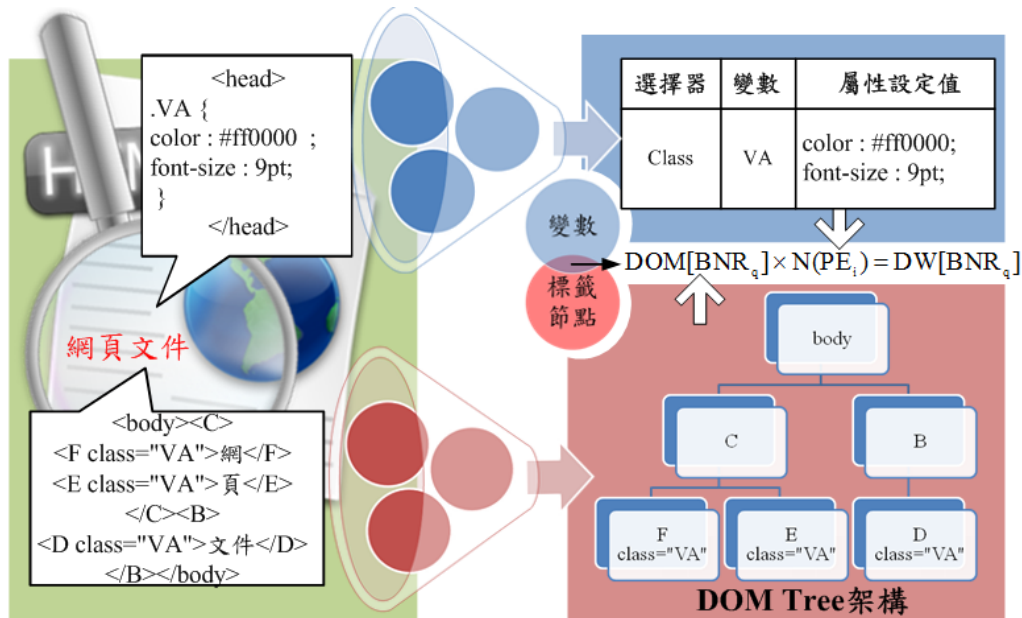 <head>
.VA {
color : #ff0000 ;
font-size : 9pt;
}
</head>
網頁文件
<body><C>
<F class="VA">網</F>
<E class="VA">頁</E>
</C><B>
<D class="VA">文件</D>
</B></body>
選擇器 變數 屬性設定值
Class VA color : #ff0000;
font-size : 9pt;
變數
標籤
節點
DOM[BNR_q]×N(PE_i)=DW[BNR_q]
body
C B
F E D
class="VA" class="VA" class="VA"
DOM Tree架構